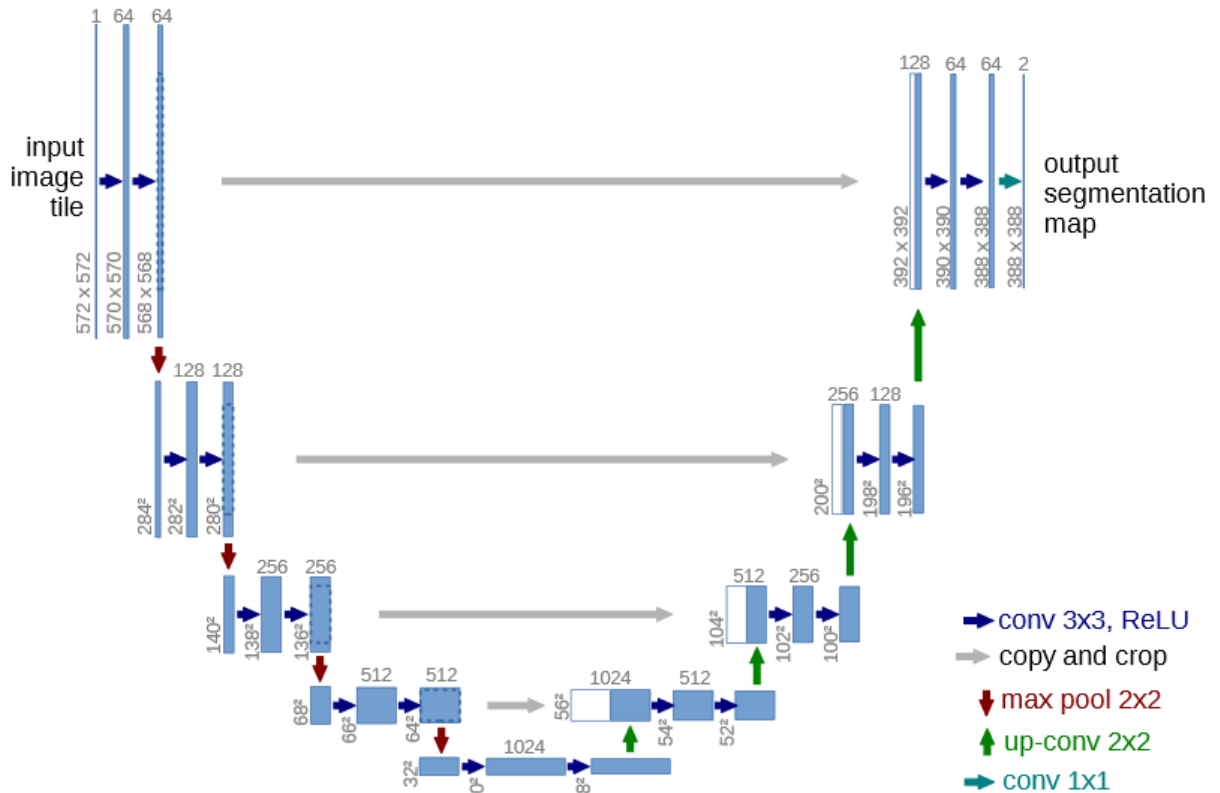 1 64 64
input
image
tile
572 x 572
570 x 570
568 x 568
128 64 64 2
392 x 392
390 x 390
388 x 388
388 x 388
output
segmentation
map
128 128
284²
282²
280²
256 128
200²
198²
196²
256 256
140²
138²
136²
512 256
104²
102²
100²
512 512
68²
66²
64²
1024 512
56²
54²
52²
1024
32²
conv 3x3, ReLU
copy and crop
max pool 2x2
up-conv 2x2
conv 1x1